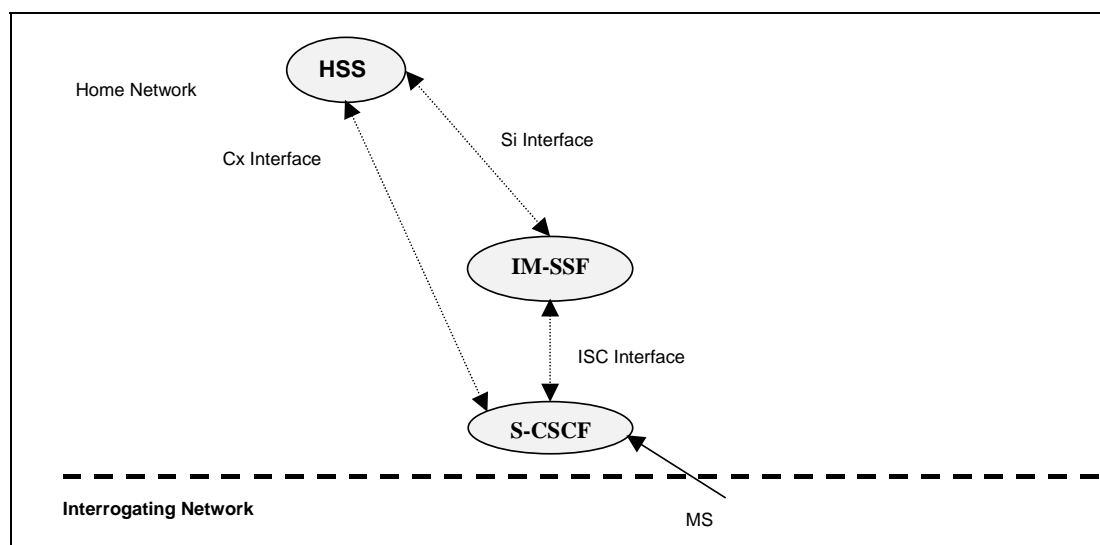 HSS
Home Network
Si Interface
Cx Interface
IM-SSF
ISC Interface
S-CSCF
Interrogating Network
MS